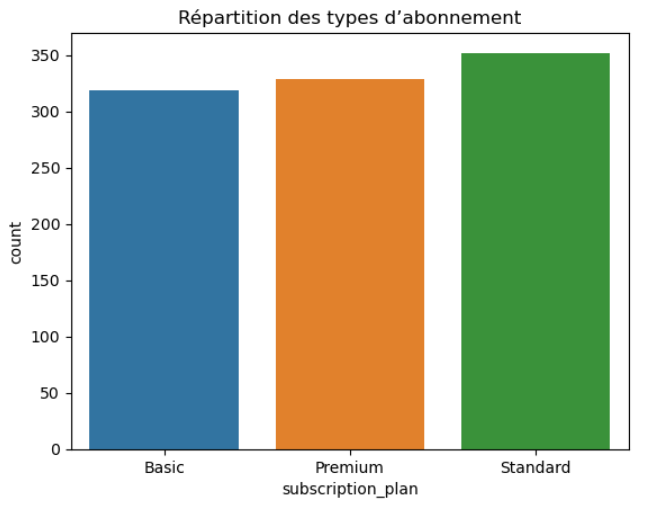 Répartition des types d’abonnement
350
300
250
200
150
100
50
0
count
Basic
Premium
Standard
subscription_plan